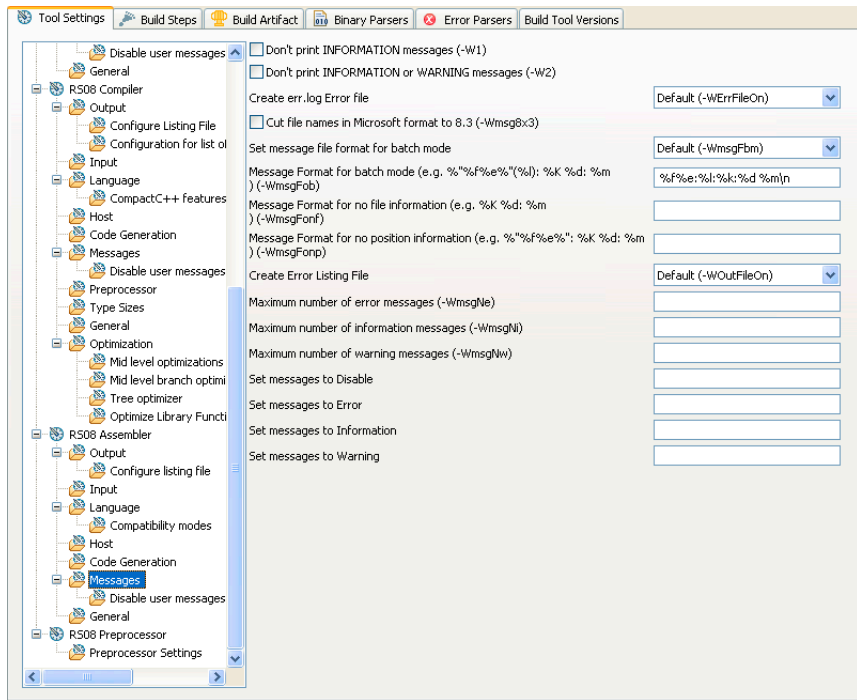 Tool Settings Build Steps Build Artifact Binary Parsers Error Parsers Build Tool Versions
Disable user messages
General
RS08 Compiler
Output
Configure Listing File
Configuration for list of
Input
Language
CompactC++ features
Host
Code Generation
Messages
Disable user messages
Preprocessor
Type Sizes
General
Optimization
Mid level optimizations
Mid level branch optimi
Tree optimizer
Optimize Library Functi
RS08 Assembler
Output
Configure listing file
Input
Language
Compatibility modes
Host
Code Generation
Messages
Disable user messages
General
RS08 Preprocessor
Preprocessor Settings
Don't print INFORMATION messages (-W1)
Don't print INFORMATION or WARNING messages (-W2)
Create err.log Error file Default (-WErrFileOn)
Cut file names in Microsoft format to 8.3 (-Wmsg8x3)
Set message file format for batch mode Default (-WmsgFbm)
Message Format for batch mode (e.g. %"%f%e%"(%l): %K %d: %m
) (-WmsgFob) %f%e:%l:%k:%d %m\n
Message Format for no file information (e.g. %K %d: %m
) (-WmsgFonf)
Message Format for no position information (e.g. %"%f%e%": %K %d: %m
) (-WmsgFonp)
Create Error Listing File Default (-WOutFileOn)
Maximum number of error messages (-WmsgNe)
Maximum number of information messages (-WmsgNi)
Maximum number of warning messages (-WmsgNw)
Set messages to Disable
Set messages to Error
Set messages to Information
Set messages to Warning